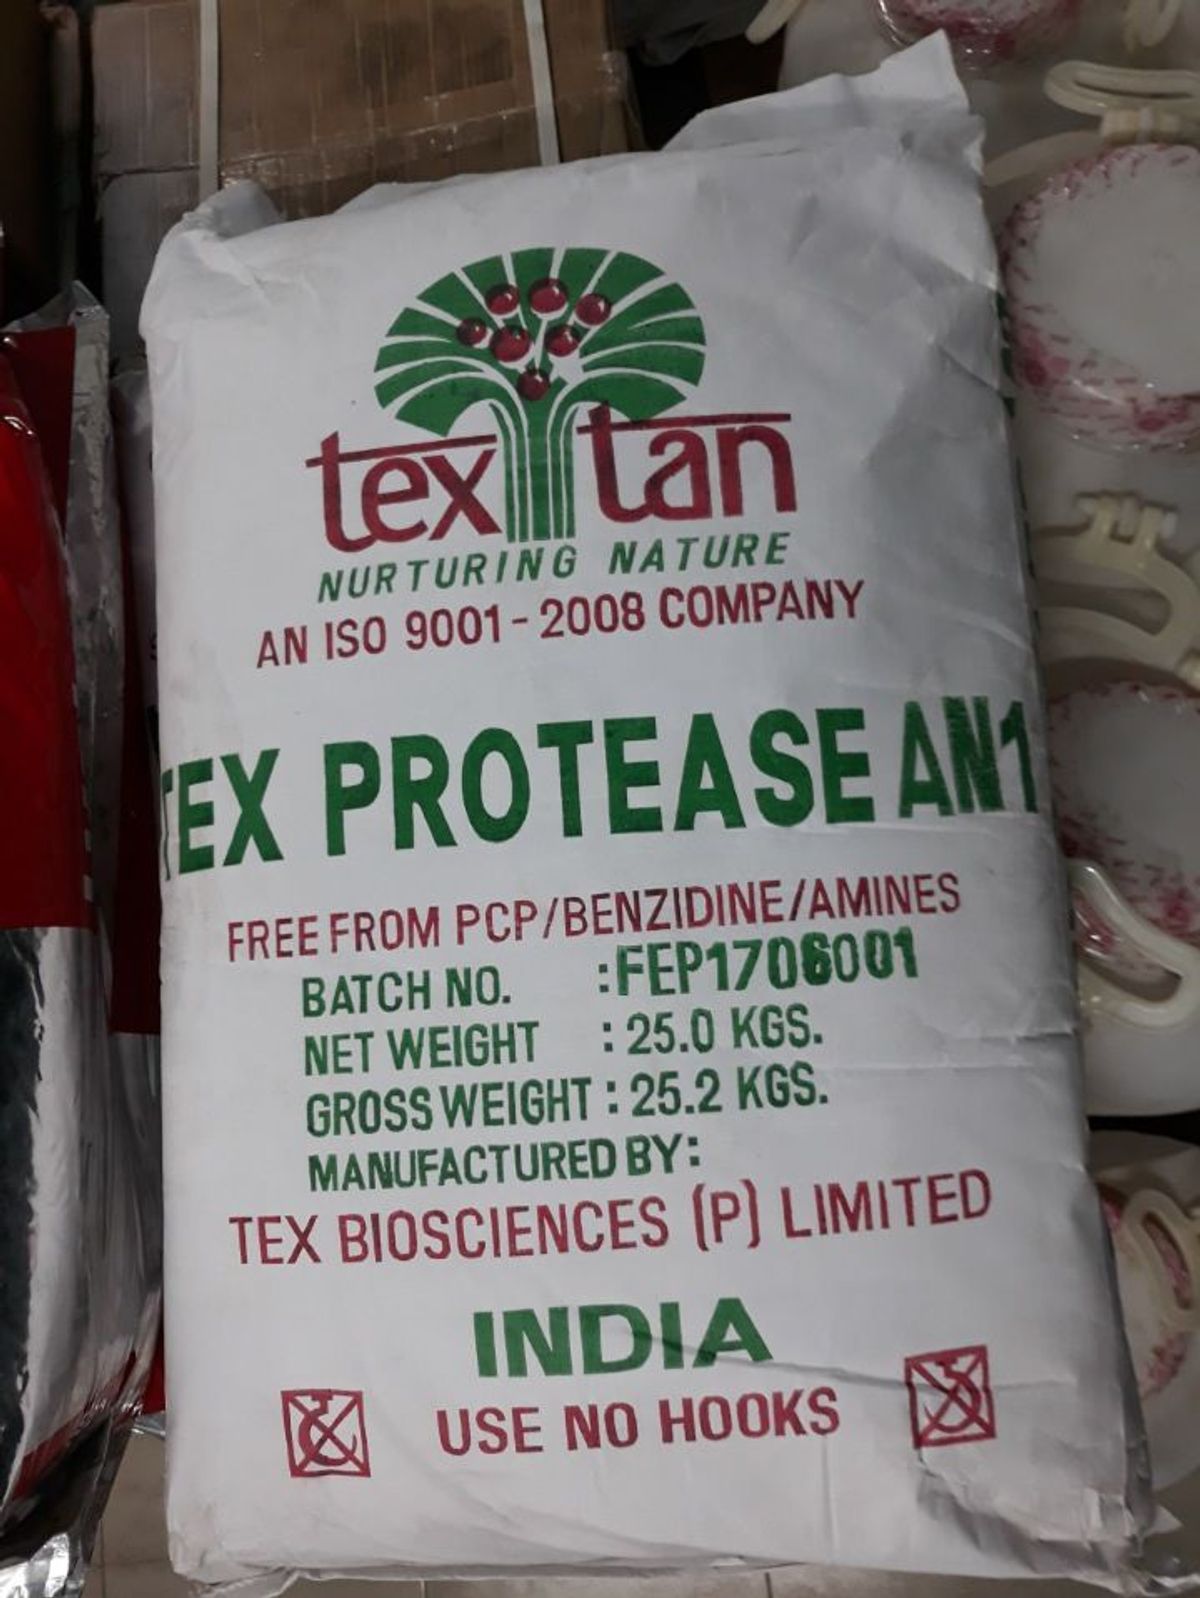 tex tan
NURTURING NATURE
AN ISO 9001-2008 COMPANY
TEX PROTEASE AN1
FREE FROM PCP/BENZIDINE/AMINES
BATCH NO. :FEP1706001
NET WEIGHT : 25.0 KGS.
GROSS WEIGHT : 25.2 KGS.
MANUFACTURED BY:
TEX BIOSCIENCES (P) LIMITED
INDIA
USE NO HOOKS